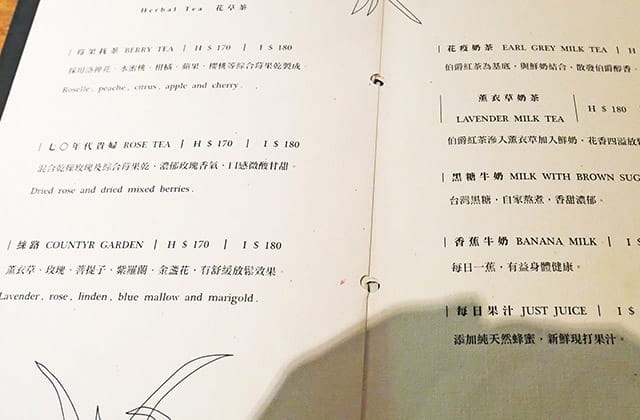 Herbal Tea 花草茶
| 莓果找茶 BERRY TEA | H $ 170 | I $ 180
採用洛神花、水蜜桃、柑橘、蘋果、櫻桃等綜合莓果乾製成。
Roselle, peache, citrus, apple and cherry.
| 七〇年代貴婦 ROSE TEA | H $ 170 | I $ 180
混合乾燥玫瑰及綜合莓果乾，濃郁玫瑰香氣，口感微酸甘甜。
Dried rose and dried mixed berries.
路 COUNTYR GARDEN | H $ 170 | I $ 180
薰衣草、玫瑰、菩提子、紫羅蘭、金盞花，有舒緩放鬆效果。
Lavender, rose, linden, blue mallow and marigold.
| 花疫奶茶 EARL GREY MILK TEA | H
伯爵紅茶為基底，與鮮奶結合，散發伯爵醇香。
薰衣草奶茶
LAVENDER MILK TEA | H $ 180
伯爵紅茶滲入薰衣草加入鮮奶，花香四溢放鬆
| 黑糖牛奶 MILK WITH BROWN SUG
台灣黑糖，自家熬煮，香甜濃郁。
| 香蕉牛奶 BANANA MILK | I $
每日一蕉，有益身體健康。
| 每日果汁 JUST JUICE | I $
添加純天然蜂蜜，新鮮現打果汁。